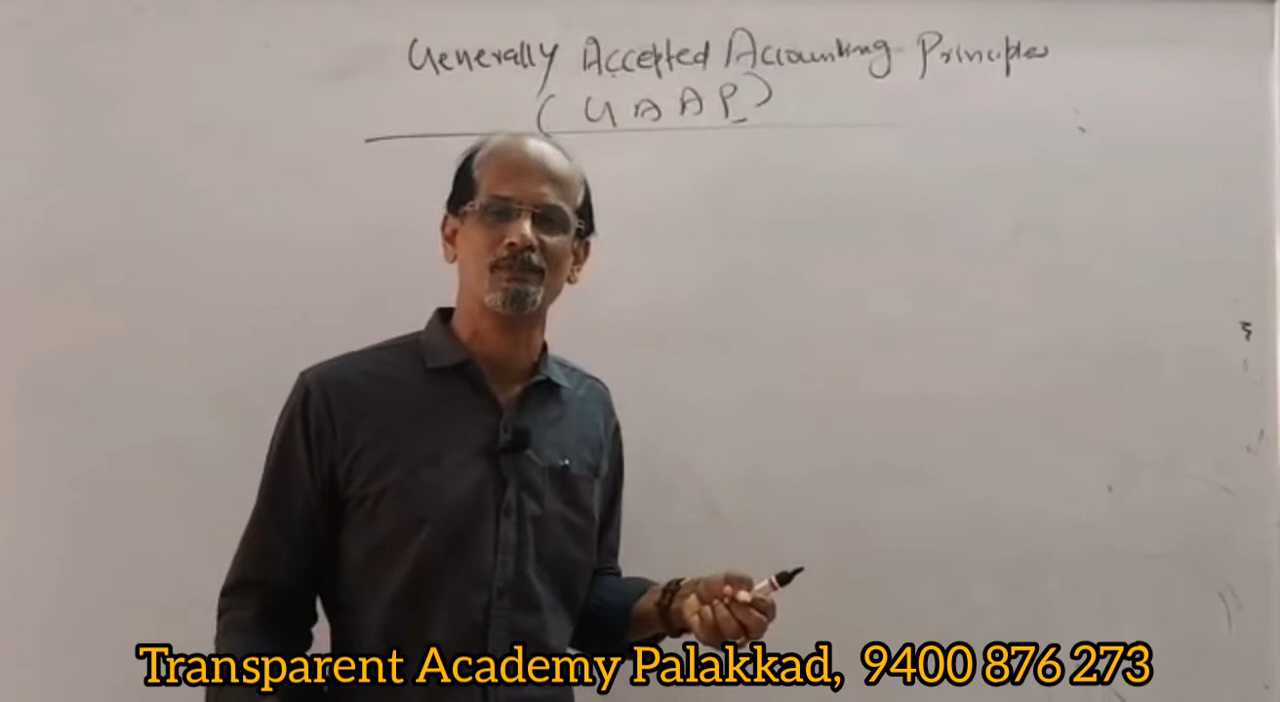 Generally Accepted Accounting Principles
(GAAP)
Transparent Academy Palakkad, 9400 876 273